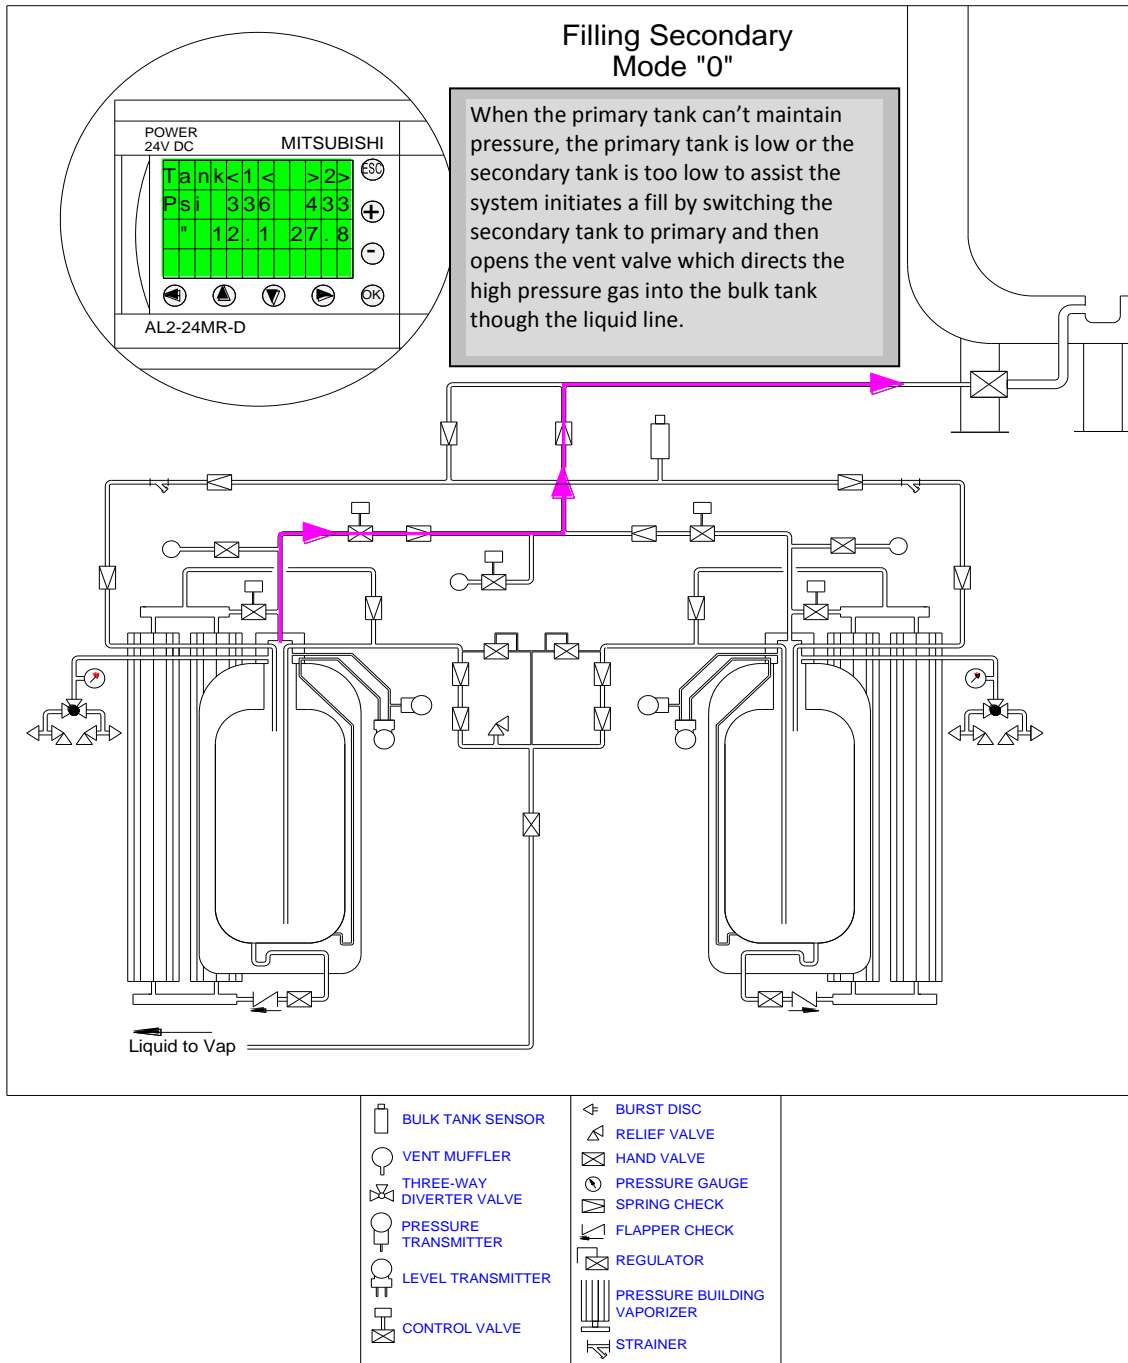 Filling Secondary
Mode "0"
When the primary tank can’t maintain
pressure, the primary tank is low or the
secondary tank is too low to assist the
system initiates a fill by switching the
secondary tank to primary and then
opens the vent valve which directs the
high pressure gas into the bulk tank
though the liquid line.
POWER
24V DC
MITSUBISHI
Tank<1< >2>
Psi 336 433
" 12.1 27.8
ESC
+
-
OK
AL2-24MR-D
Liquid to Vap
BULK TANK SENSOR
VENT MUFFLER
THREE-WAY
DIVERTER VALVE
PRESSURE
TRANSMITTER
LEVEL TRANSMITTER
CONTROL VALVE
BURST DISC
RELIEF VALVE
HAND VALVE
PRESSURE GAUGE
SPRING CHECK
FLAPPER CHECK
REGULATOR
PRESSURE BUILDING
VAPORIZER
STRAINER